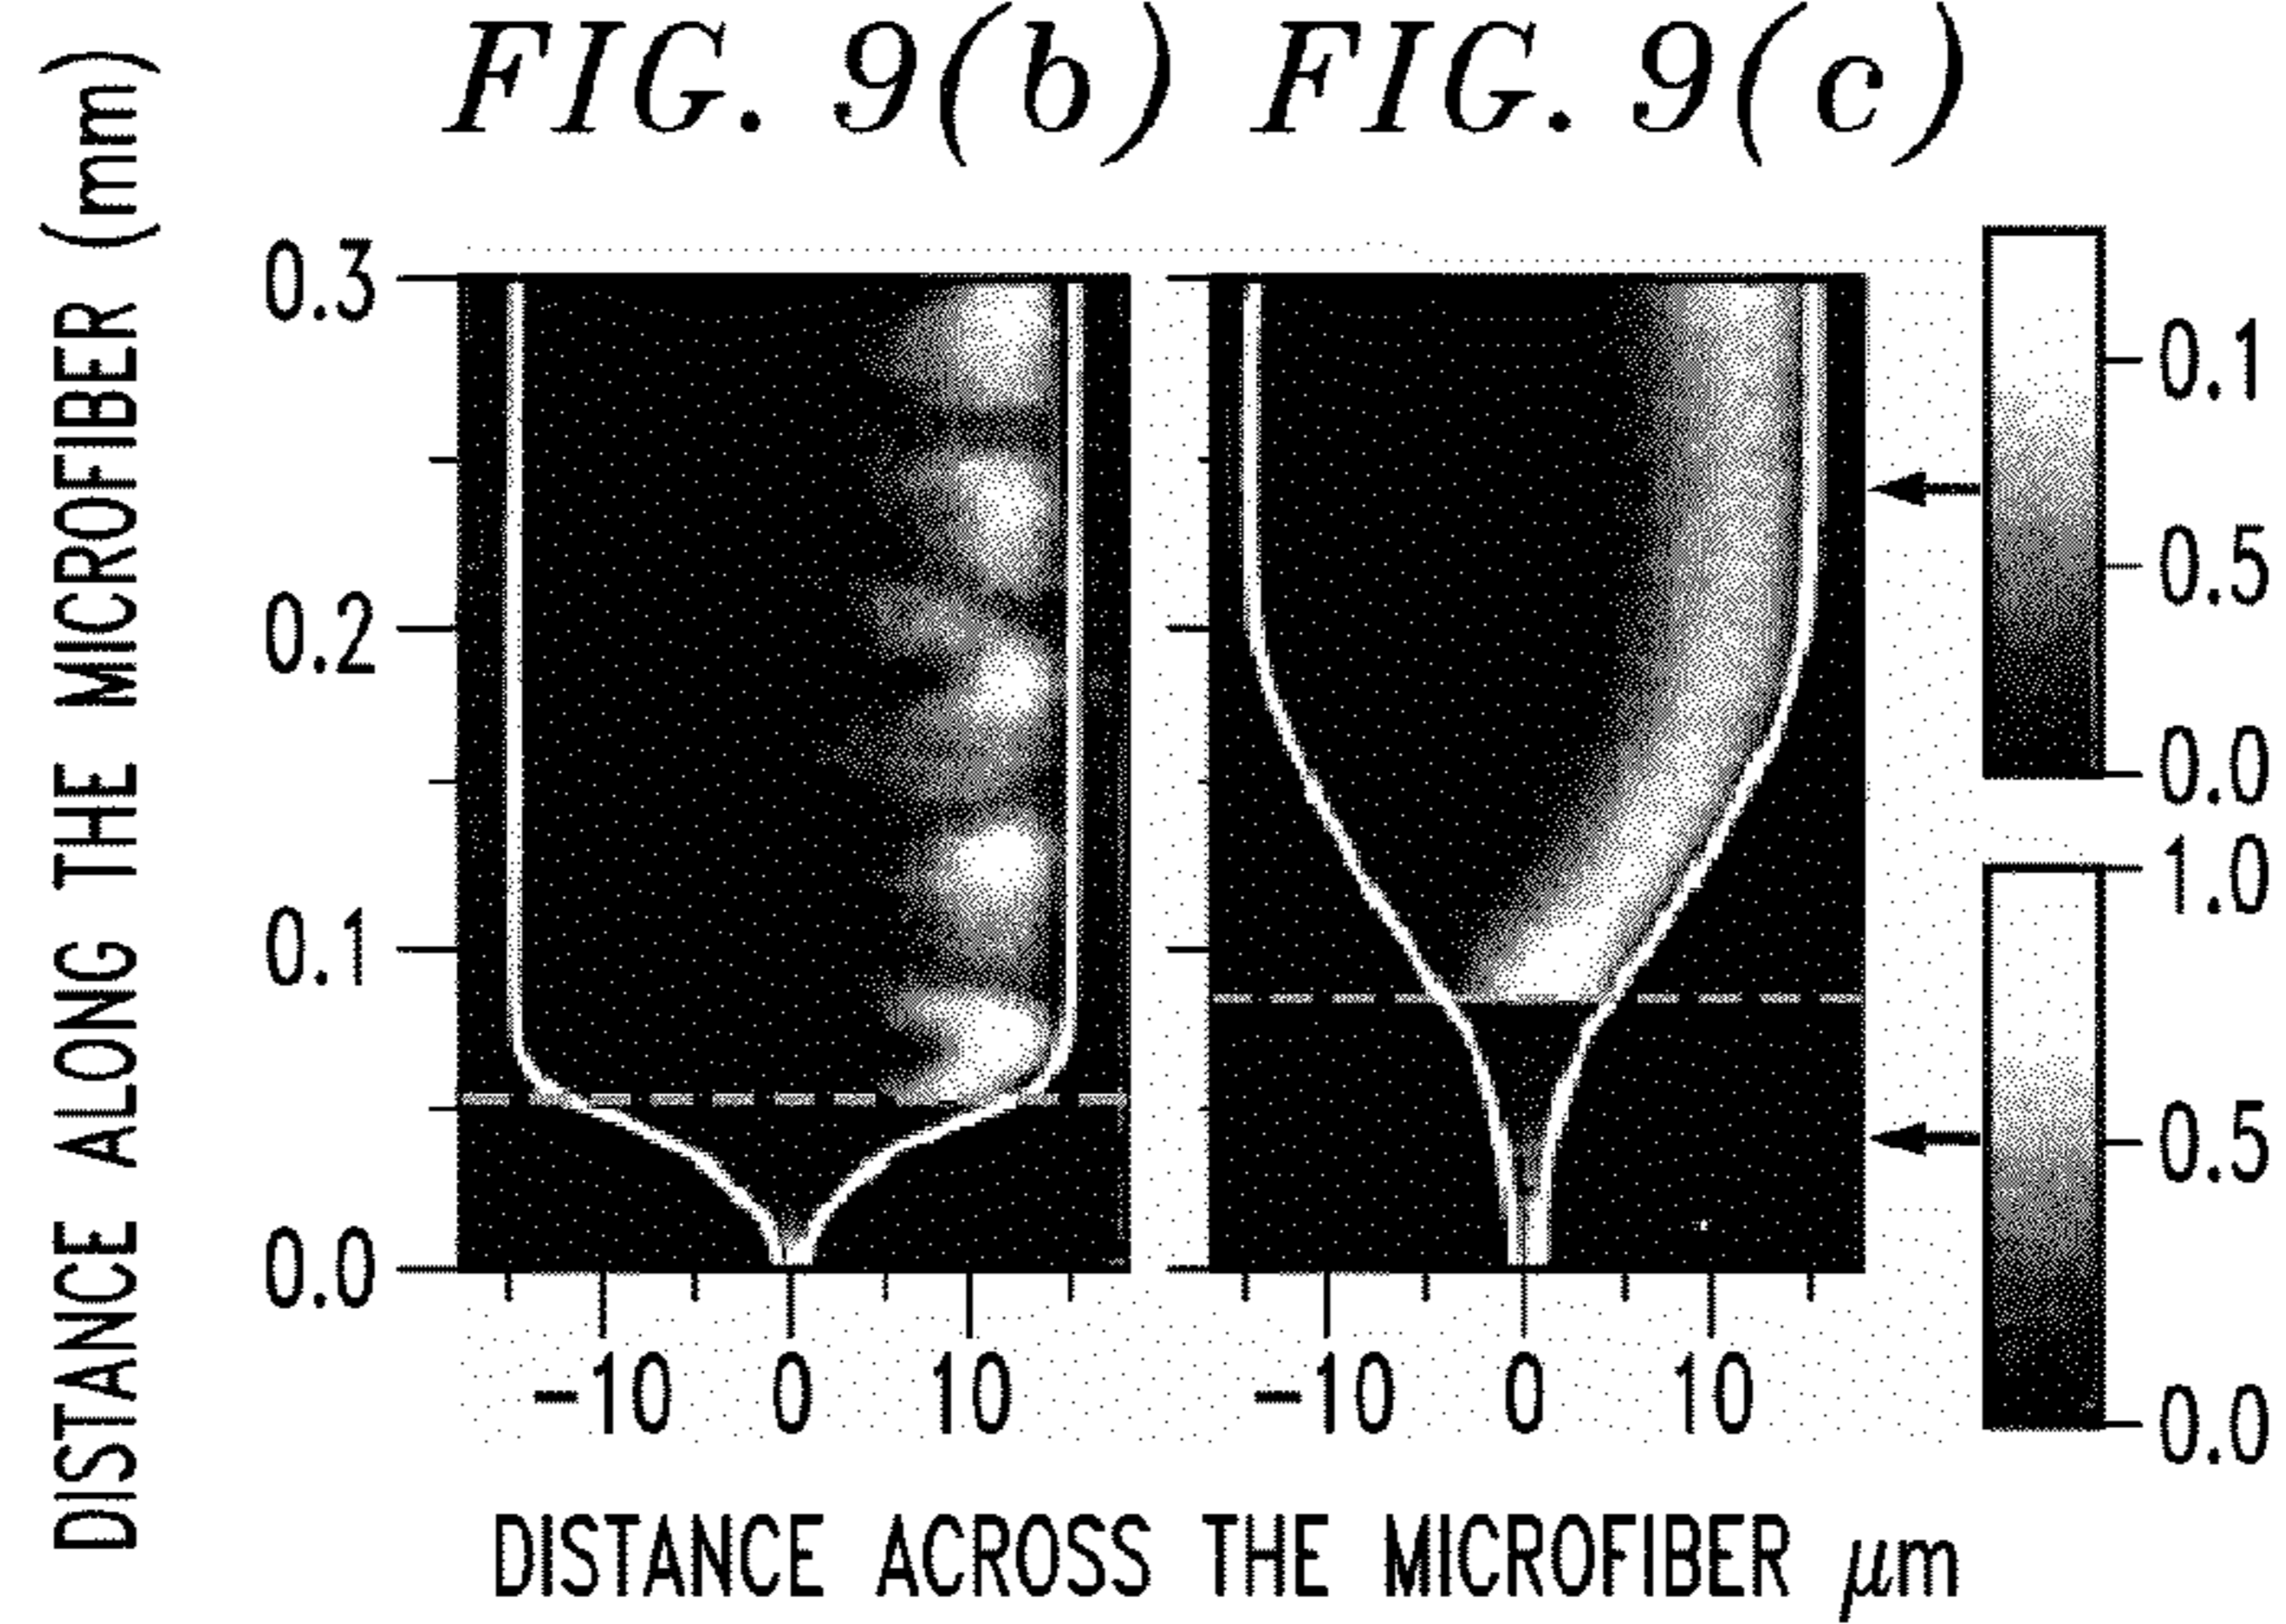 FIG. 9(b) FIG. 9(c)
DISTANCE ALONG THE MICROFIBER (mm)
0.3
0.2
0.1
0.0
-10 0 10
-10 0 10
0.1
0.5
0.0
1.0
0.5
0.0
DISTANCE ACROSS THE MICROFIBER μm